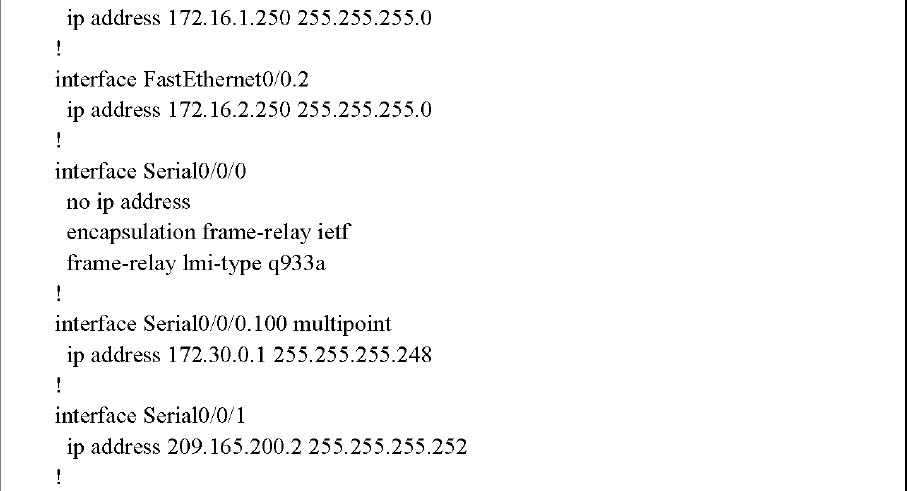 ip address 172.16.1.250 255.255.255.0
!
interface FastEthernet0/0.2
ip address 172.16.2.250 255.255.255.0
!
interface Serial0/0/0
no ip address
encapsulation frame-relay ietf
frame-relay lmi-type q933a
!
interface Serial0/0/0.100 multipoint
ip address 172.30.0.1 255.255.255.248
!
interface Serial0/0/1
ip address 209.165.200.2 255.255.255.252
!